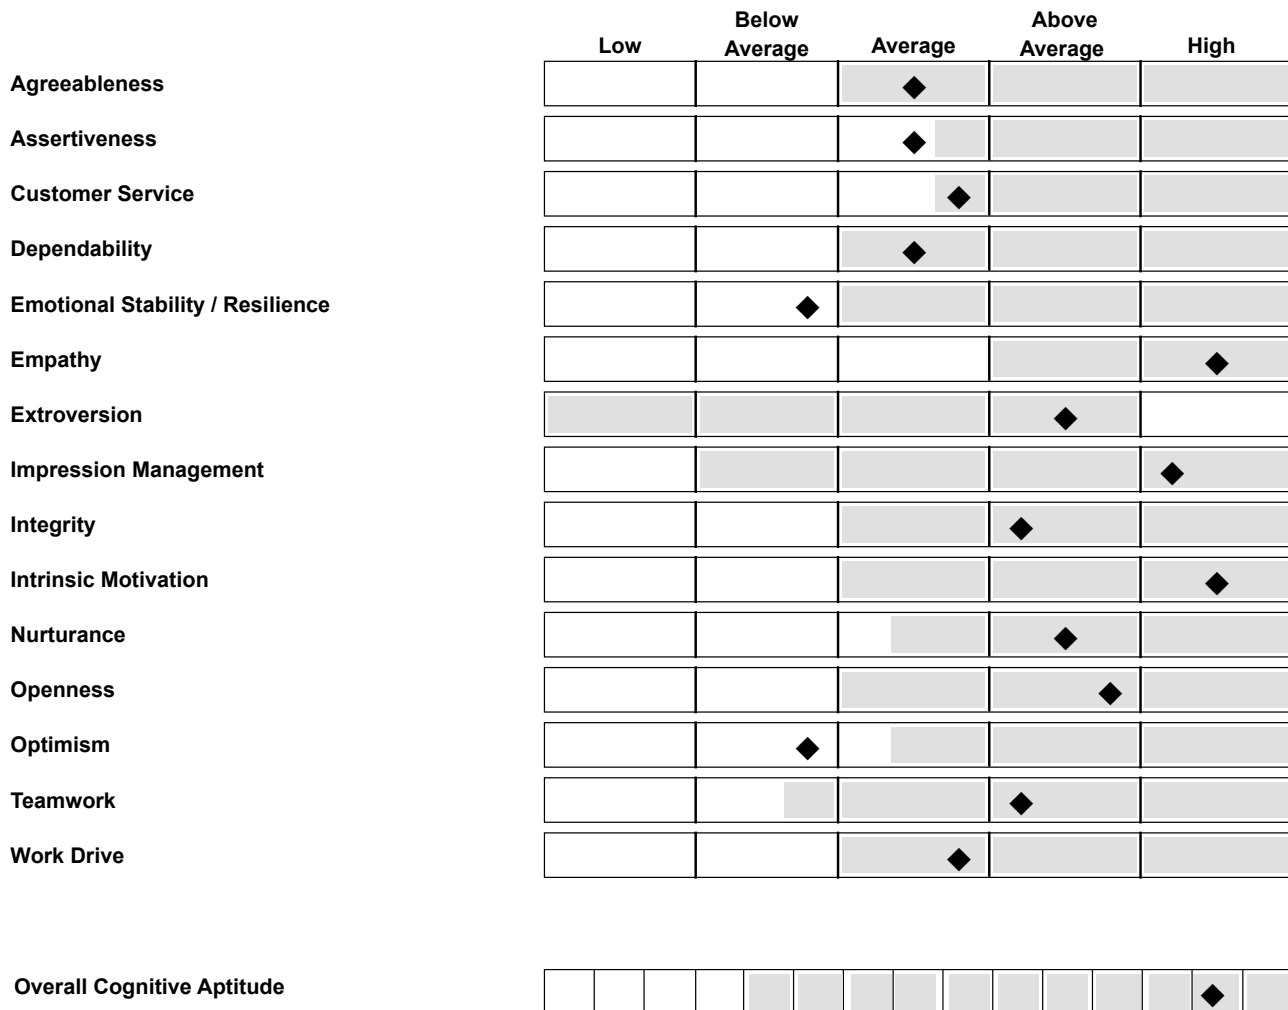 Low
Below Average
Average
Above Average
High
Agreeableness
Assertiveness
Customer Service
Dependability
Emotional Stability / Resilience
Empathy
Extroversion
Impression Management
Integrity
Intrinsic Motivation
Nurturance
Openness
Optimism
Teamwork
Work Drive
Overall Cognitive Aptitude